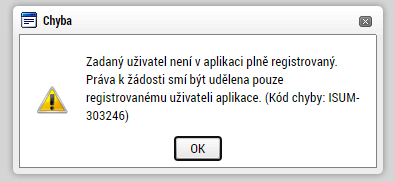 Chyba
Zadaný uživatel není v aplikaci plně registrovaný.
Práva k žádosti smí být udělena pouze
registrovanému uživateli aplikace. (Kód chyby: ISUM-
303246)
OK